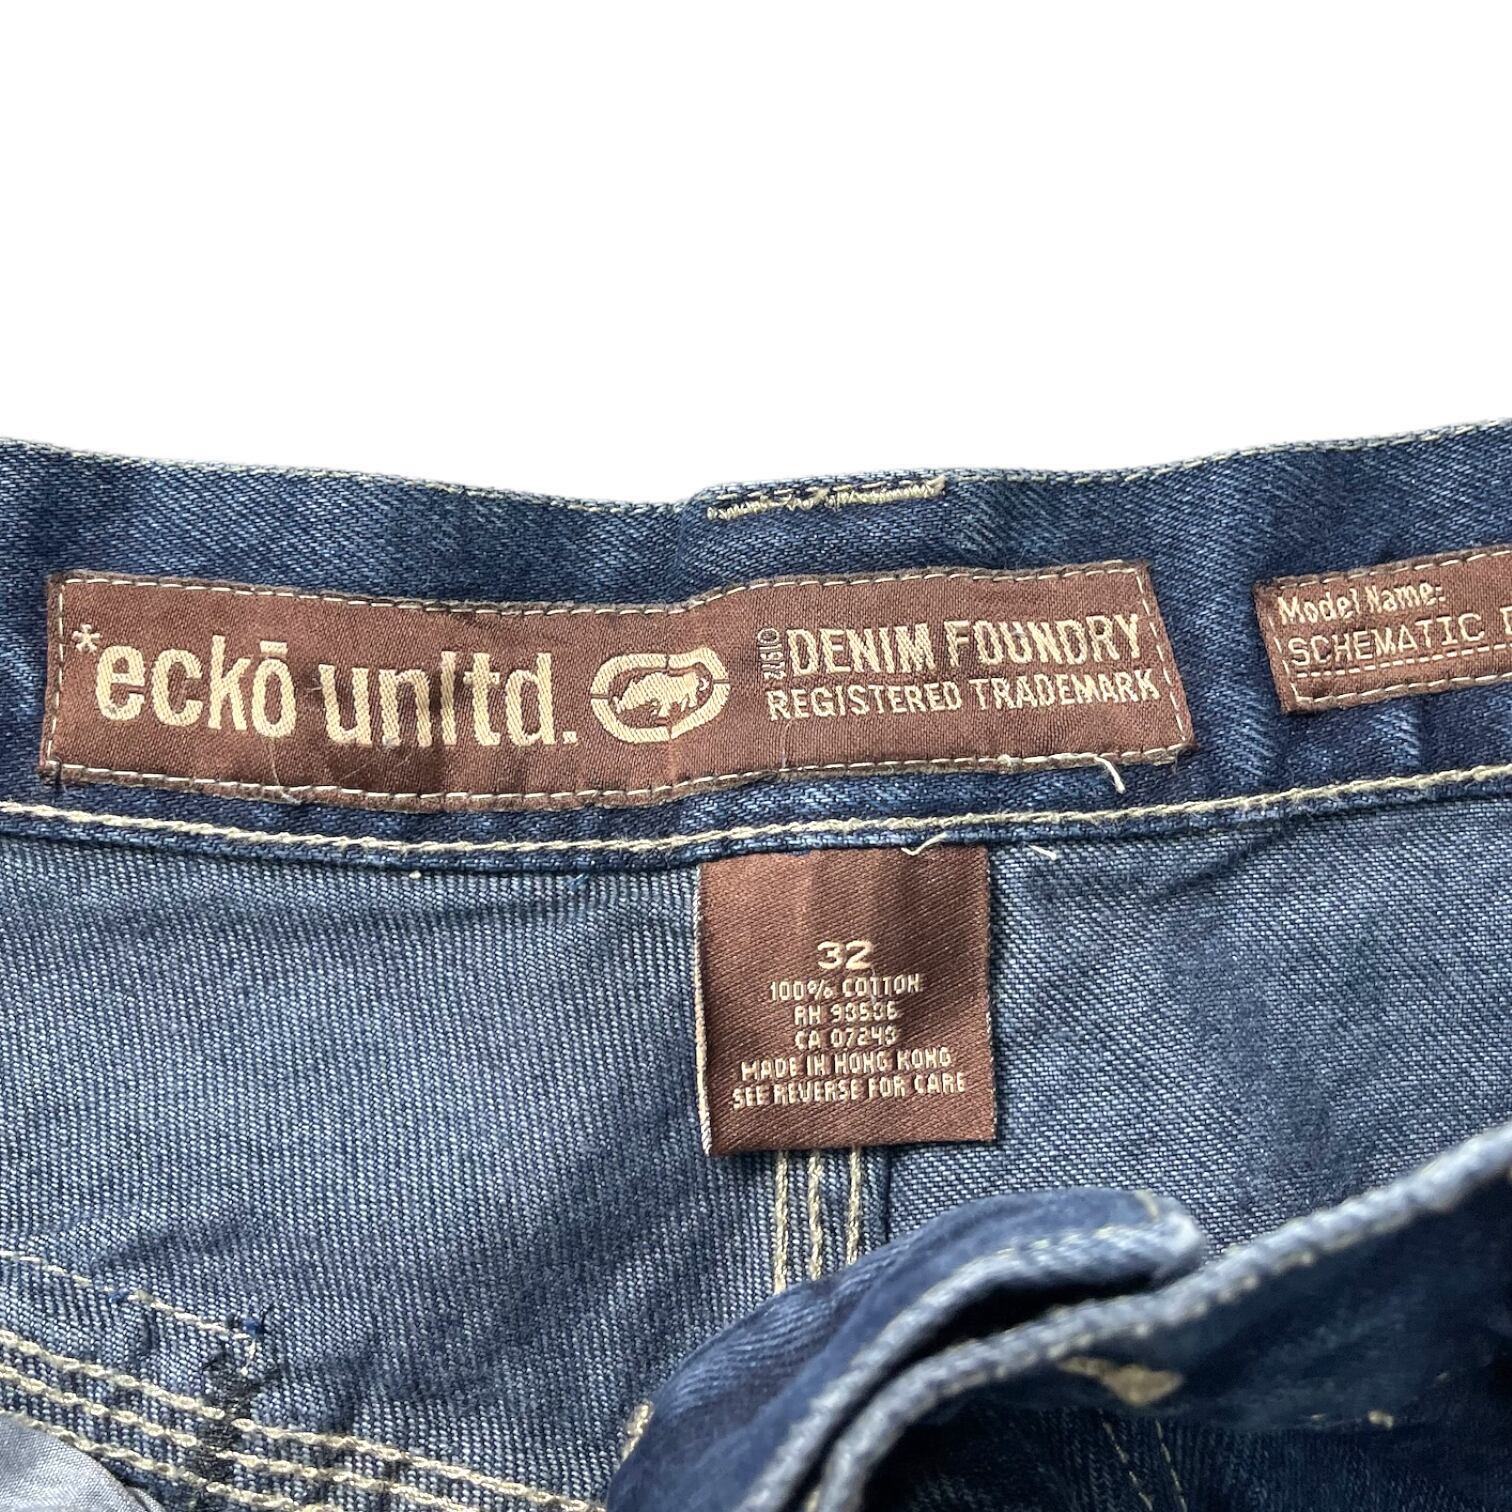 *eckō unltd.
DENIM FOUNDRY
REGISTERED TRADEMARK
Model Name:
SCHEMATIC
32
100% COTTON
RN 93536
CA 07243
MADE IN HONG KONG
SEE REVERSE FOR CARE